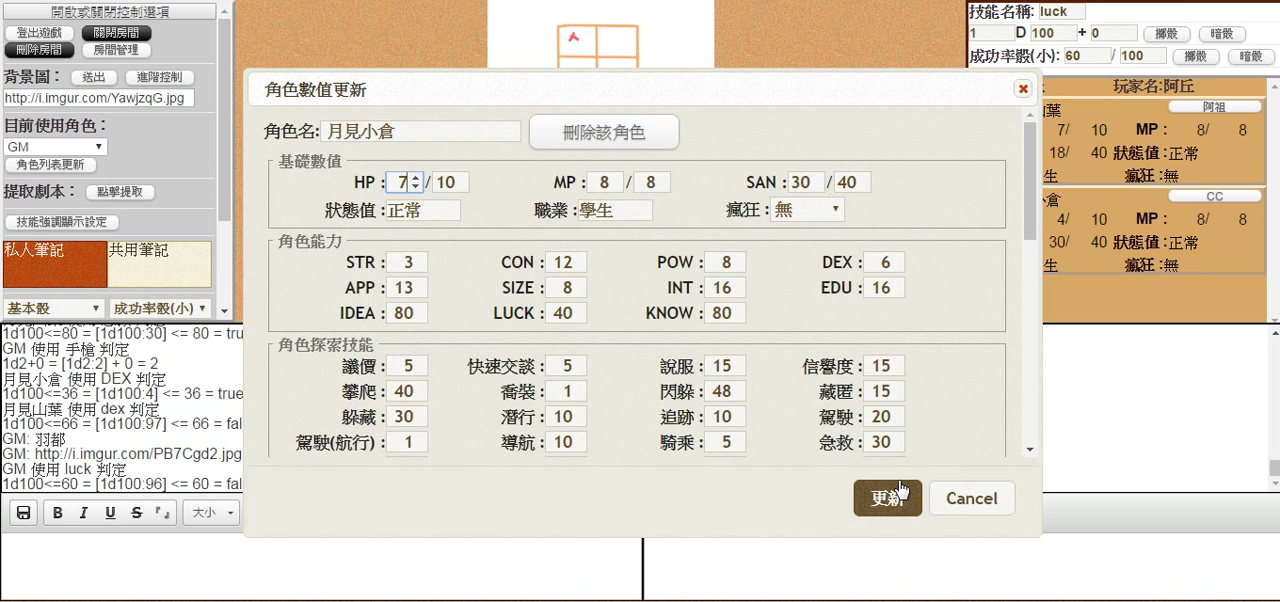 開啟或關閉控制選項
登出遊戲 關閉房間
刪除房間 房間管理
背景圖： 送出 進階控制
http://i.imgur.com/YawjzqG.jpg
目前使用角色：
GM
角色列表更新
提取劇本： 點擊提取
技能強調顯示設定
私人筆記 共用筆記
基本骰 成功率骰(小)
1d100<=80 = [1d100:30] <= 80 = tru
GM 使用 手槍 判定
1d2+0 = [1d2:2] + 0 = 2
月見小倉 使用 DEX 判定
1d100<=36 = [1d100:4] <= 36 = true
月見山葉 使用 dex 判定
1d100<=66 = [1d100:97] <= 66 = fal
GM: 羽都
GM: http://i.imgur.com/PB7Cgd2.jpg
GM 使用 luck 判定
1d100<=60 = [1d100:96] <= 60 = fal
B I U S 『』 大小
角色數值更新
角色名: 月見小倉 刪除該角色
基礎數值
HP : 7 / 10 MP : 8 / 8 SAN : 30 / 40
狀態值 : 正常 職業 : 學生 瘋狂 : 無
角色能力
STR : 3 CON : 12 POW : 8 DEX : 6
APP : 13 SIZE : 8 INT : 16 EDU : 16
IDEA : 80 LUCK : 40 KNOW : 80
角色探索技能
議價 : 5 快速交談 : 5 說服 : 15 信譽度 : 15
攀爬 : 40 喬裝 : 1 閃躲 : 48 藏匿 : 15
躲藏 : 30 潛行 : 10 追跡 : 10 駕駛 : 20
駕駛(航行) : 1 導航 : 10 騎乘 : 5 急救 : 30
更新 Cancel
技能名稱: luck
1 D 100 + 0 擲骰 暗骰
成功率骰(小): 60 / 100 擲骰 暗骰
玩家名:阿丘
葉 阿祖
7/ 10 MP : 8/ 8
18/ 40 狀態值 :正常
生 瘋狂 :無
倉 CC
4/ 10 MP : 8/ 8
30/ 40 狀態值 :正常
生 瘋狂 :無